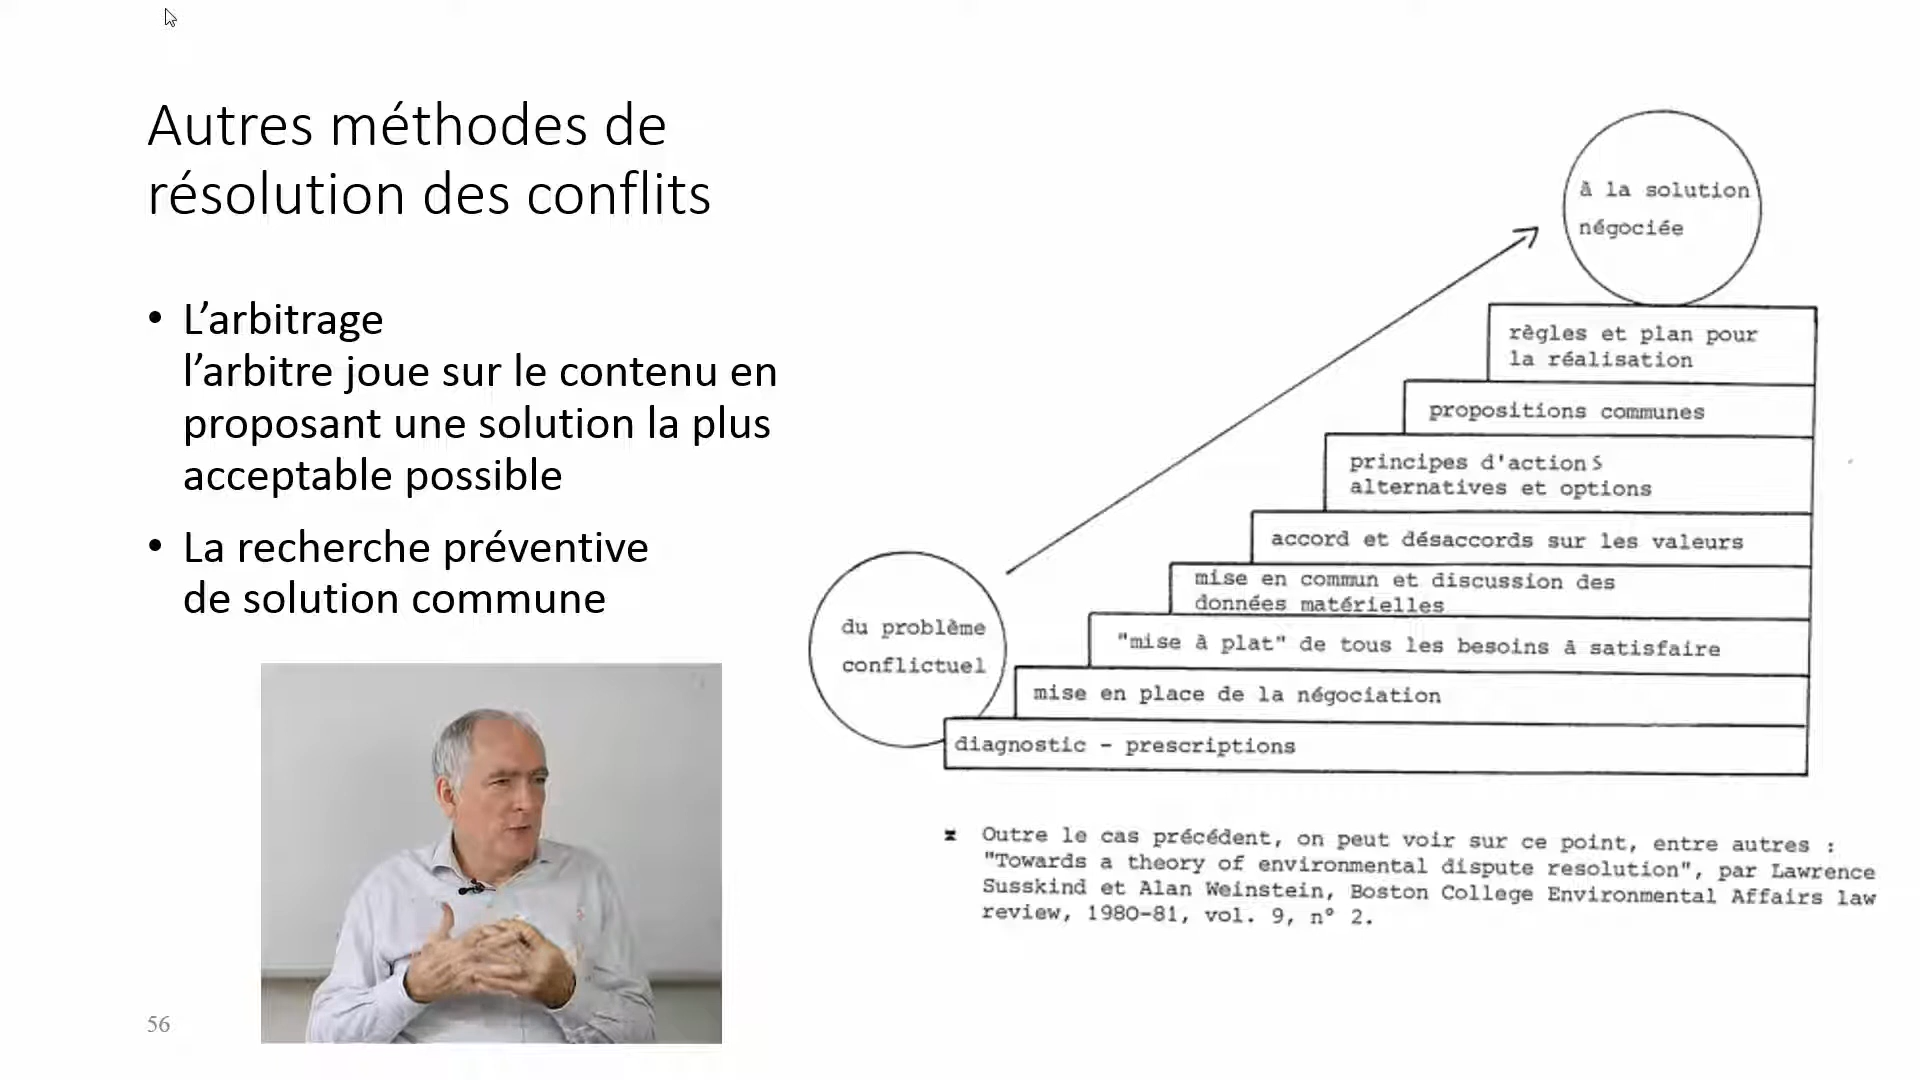 Autres méthodes de
résolution des conflits
• L’arbitrage
l’arbitre joue sur le contenu en
proposant une solution la plus
acceptable possible
• La recherche préventive
de solution commune
56
à la solution
négociée
règles et plan pour
la réalisation
propositions communes
principes d'actions
alternatives et options
accord et désaccords sur les valeurs
mise en commun et discussion des
données matérielles
"mise à plat" de tous les besoins à satisfaire
mise en place de la négociation
diagnostic - prescriptions
du problème
conflictuel
Outre le cas précédent, on peut voir sur ce point, entre autres :
"Towards a theory of environmental dispute resolution", par Lawrence
Susskind et Alan Weinstein, Boston College Environmental Affairs law
review, 1980-81, vol. 9, n° 2.